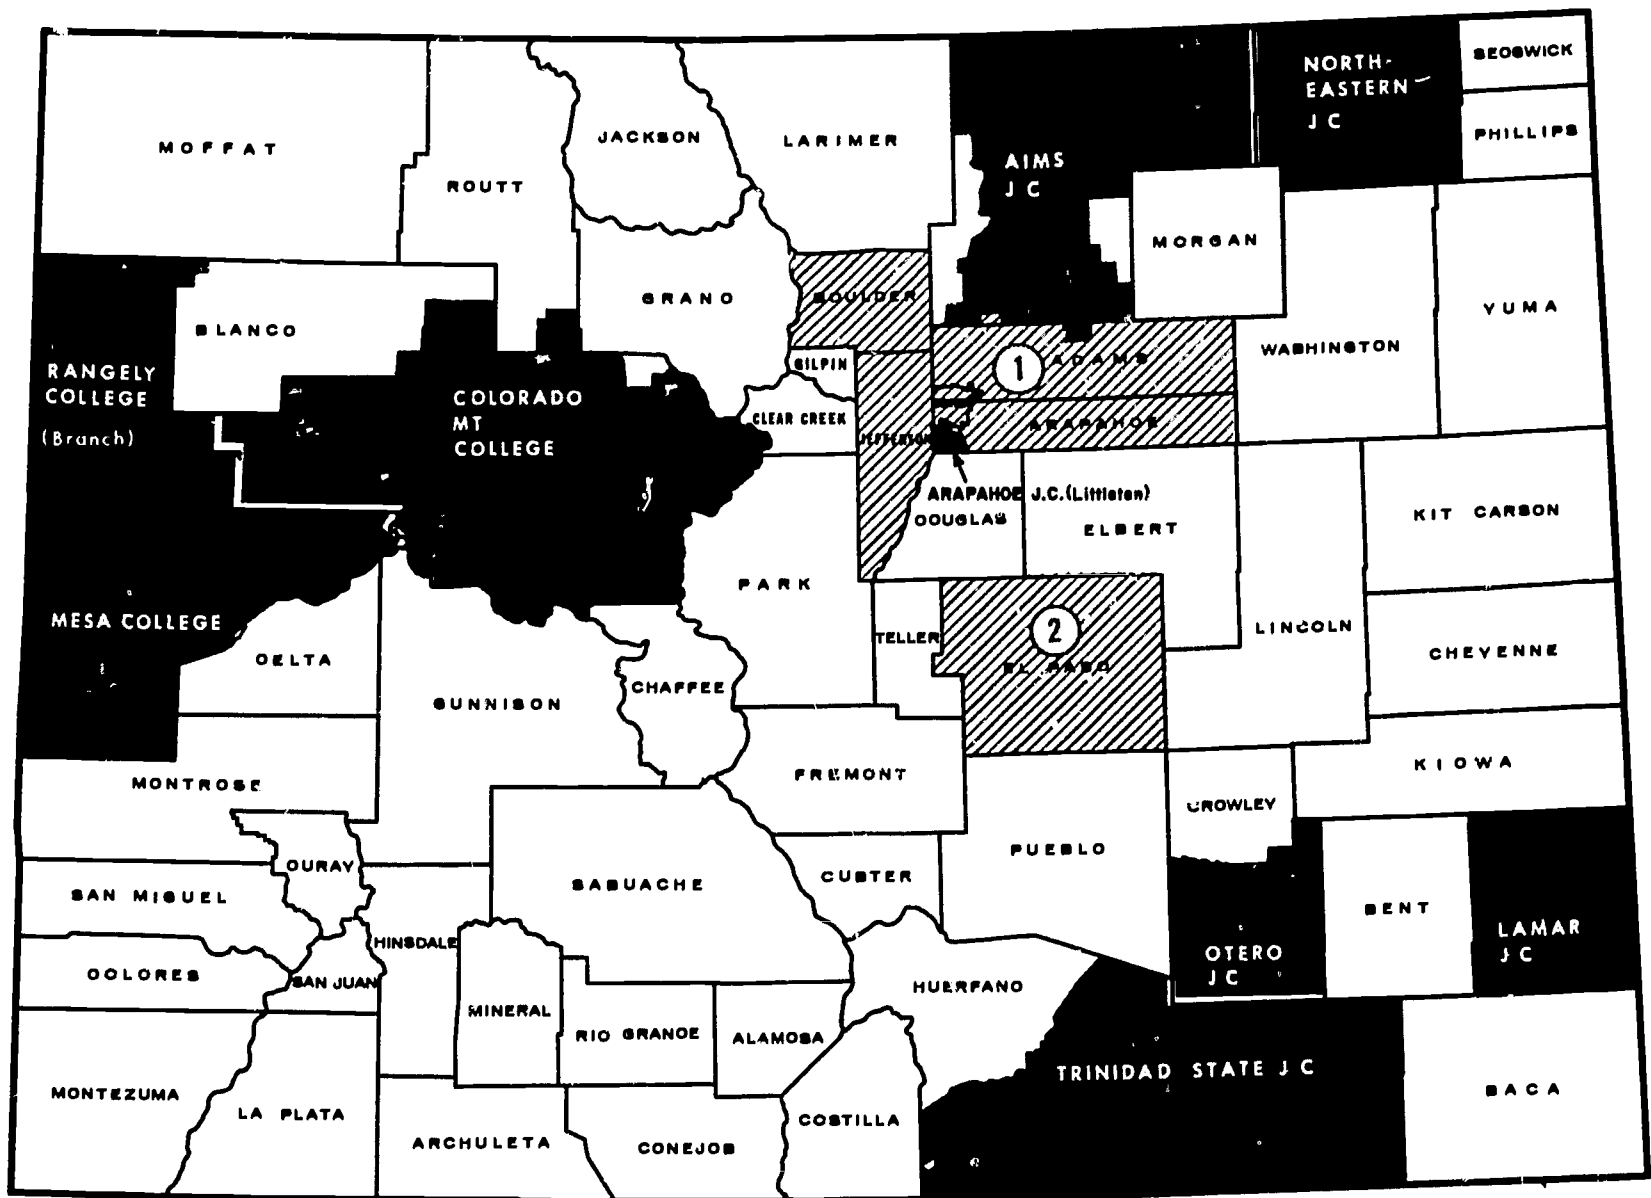 NORTH-
EASTERN
J C
SEDGWICK
PHILLIPS
MOFFAT
ROUTT
JACKSON
LARIMER
AIMS
J C
MORGAN
YUMA
WASHINGTON
GRAND
BOULDER
BLANCO
RANGELY
COLLEGE
(Branch)
COLORADO
MT
COLLEGE
GILPIN
CLEAR CREEK
JEFFERSON
1
ADAMS
ARAPAHOE
ARAPAHOE J.C. (Littleton)
DOUGLAS
ELBERT
KIT CARSON
PARK
TELLER
2
EL PASO
LINCOLN
CHEYENNE
MESA COLLEGE
DELTA
GUNNISON
CHAFFEE
FREMONT
KIOWA
MONTROSE
CROWLEY
OURAY
SAN MIGUEL
SAGUACHE
CUSTER
PUEBLO
BENT
LAMAR
J C
OTERO
J C
DOLORES
SAN JUAN
HINSDALE
MINERAL
RIO GRANDE
ALAMOSA
HUERFANO
TRINIDAD STATE J C
BACA
MONTEZUMA
LA PLATA
ARCHULETA
CONEJOS
COSTILLA